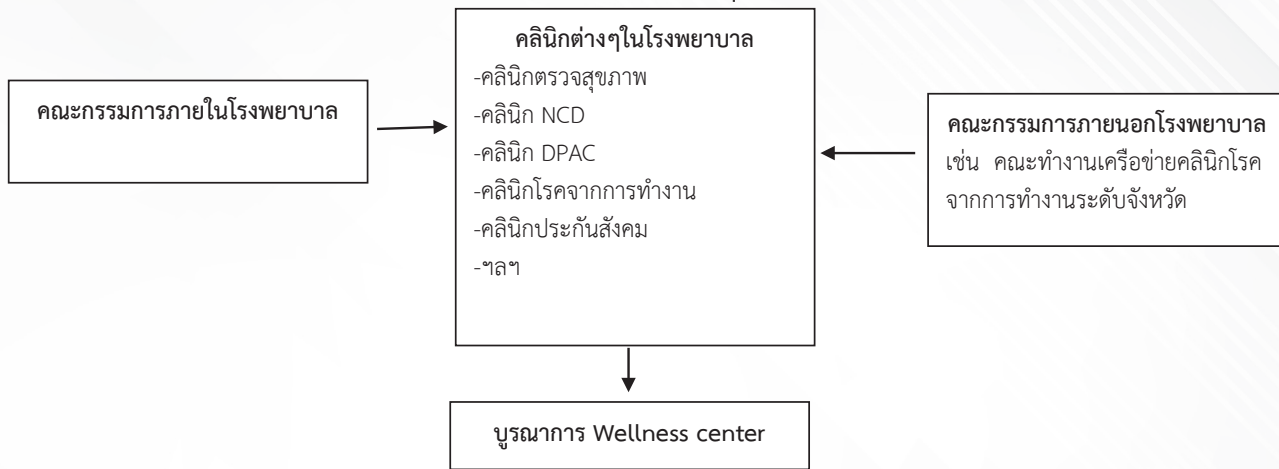 คลินิกต่างๆในโรงพยาบาล
-คลินิกตรวจสุขภาพ
-คลินิก NCD
-คลินิก DPAC
-คลินิกโรคจากการทำงาน
-คลินิกประกันสังคม
-ฯลฯ
คณะกรรมการภายในโรงพยาบาล
คณะกรรมการภายนอกโรงพยาบาล
เช่น คณะทำงานเครือข่ายคลินิกโรค
จากการทำงานระดับจังหวัด
บูรณาการ Wellness center